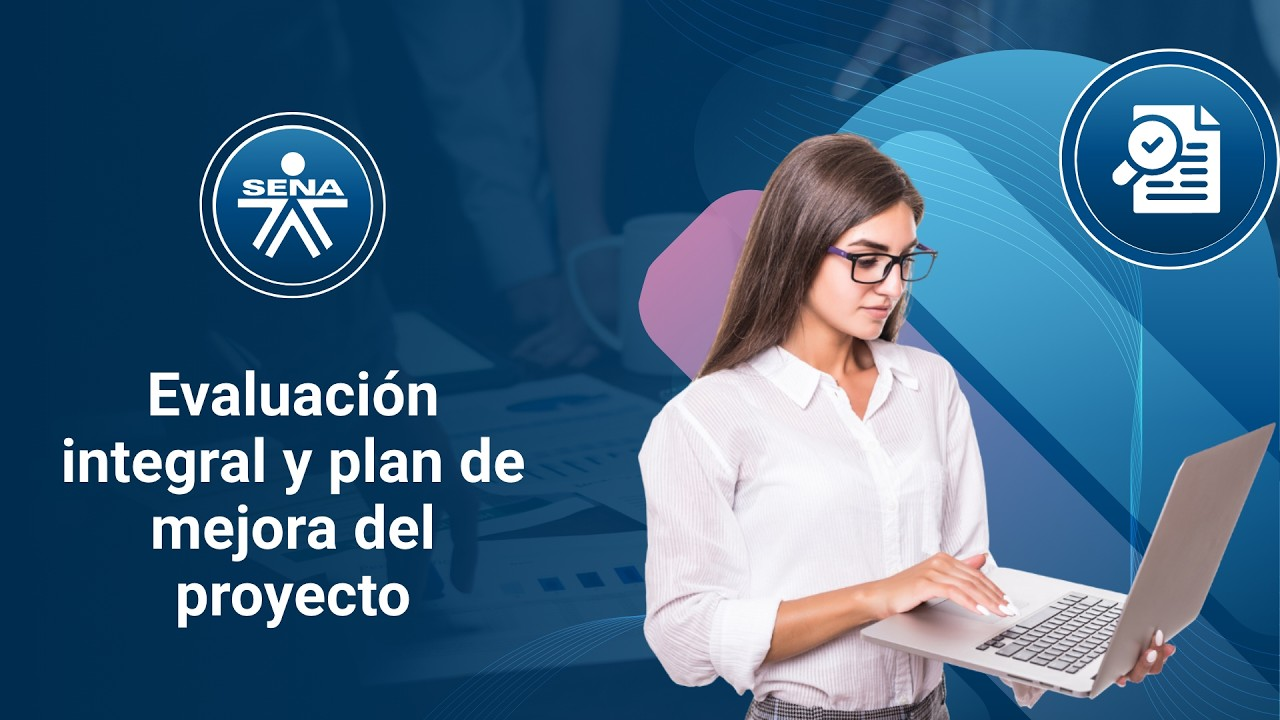 SENA
Evaluación
integral y plan de
mejora del
proyecto